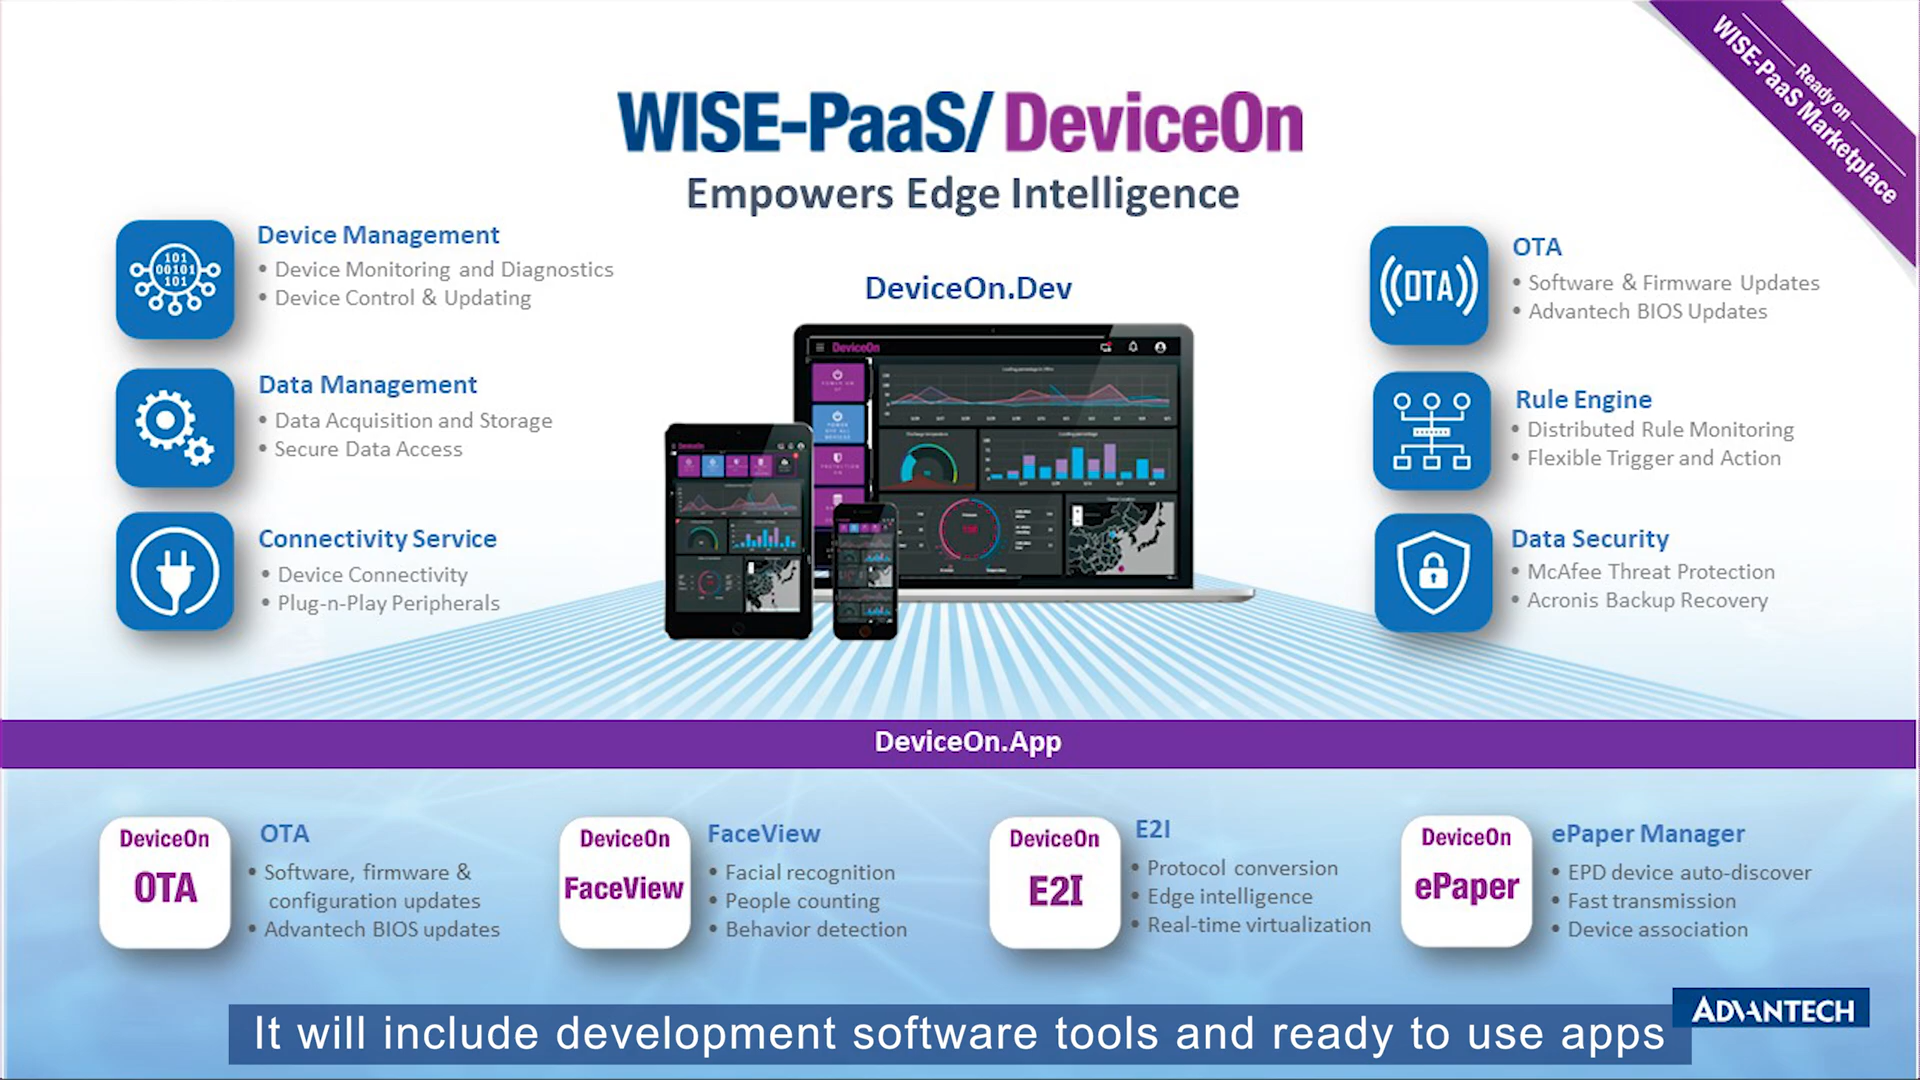 Ready on
WISE-PaaS Marketplace
WISE-PaaS/ DeviceOn
Empowers Edge Intelligence
101
00101
101
Device Management
• Device Monitoring and Diagnostics
• Device Control & Updating
Data Management
• Data Acquisition and Storage
• Secure Data Access
Connectivity Service
• Device Connectivity
• Plug-n-Play Peripherals
DeviceOn.Dev
DeviceOn
((OTA))
OTA
• Software & Firmware Updates
• Advantech BIOS Updates
Rule Engine
• Distributed Rule Monitoring
• Flexible Trigger and Action
Data Security
• McAfee Threat Protection
• Acronis Backup Recovery
DeviceOn.App
DeviceOn
OTA
OTA
• Software, firmware &
configuration updates
• Advantech BIOS updates
DeviceOn
FaceView
FaceView
• Facial recognition
• People counting
• Behavior detection
DeviceOn
E2I
E2I
• Protocol conversion
• Edge intelligence
• Real-time virtualization
DeviceOn
ePaper
ePaper Manager
• EPD device auto-discover
• Fast transmission
• Device association
It will include development software tools and ready to use apps
ADVANTECH